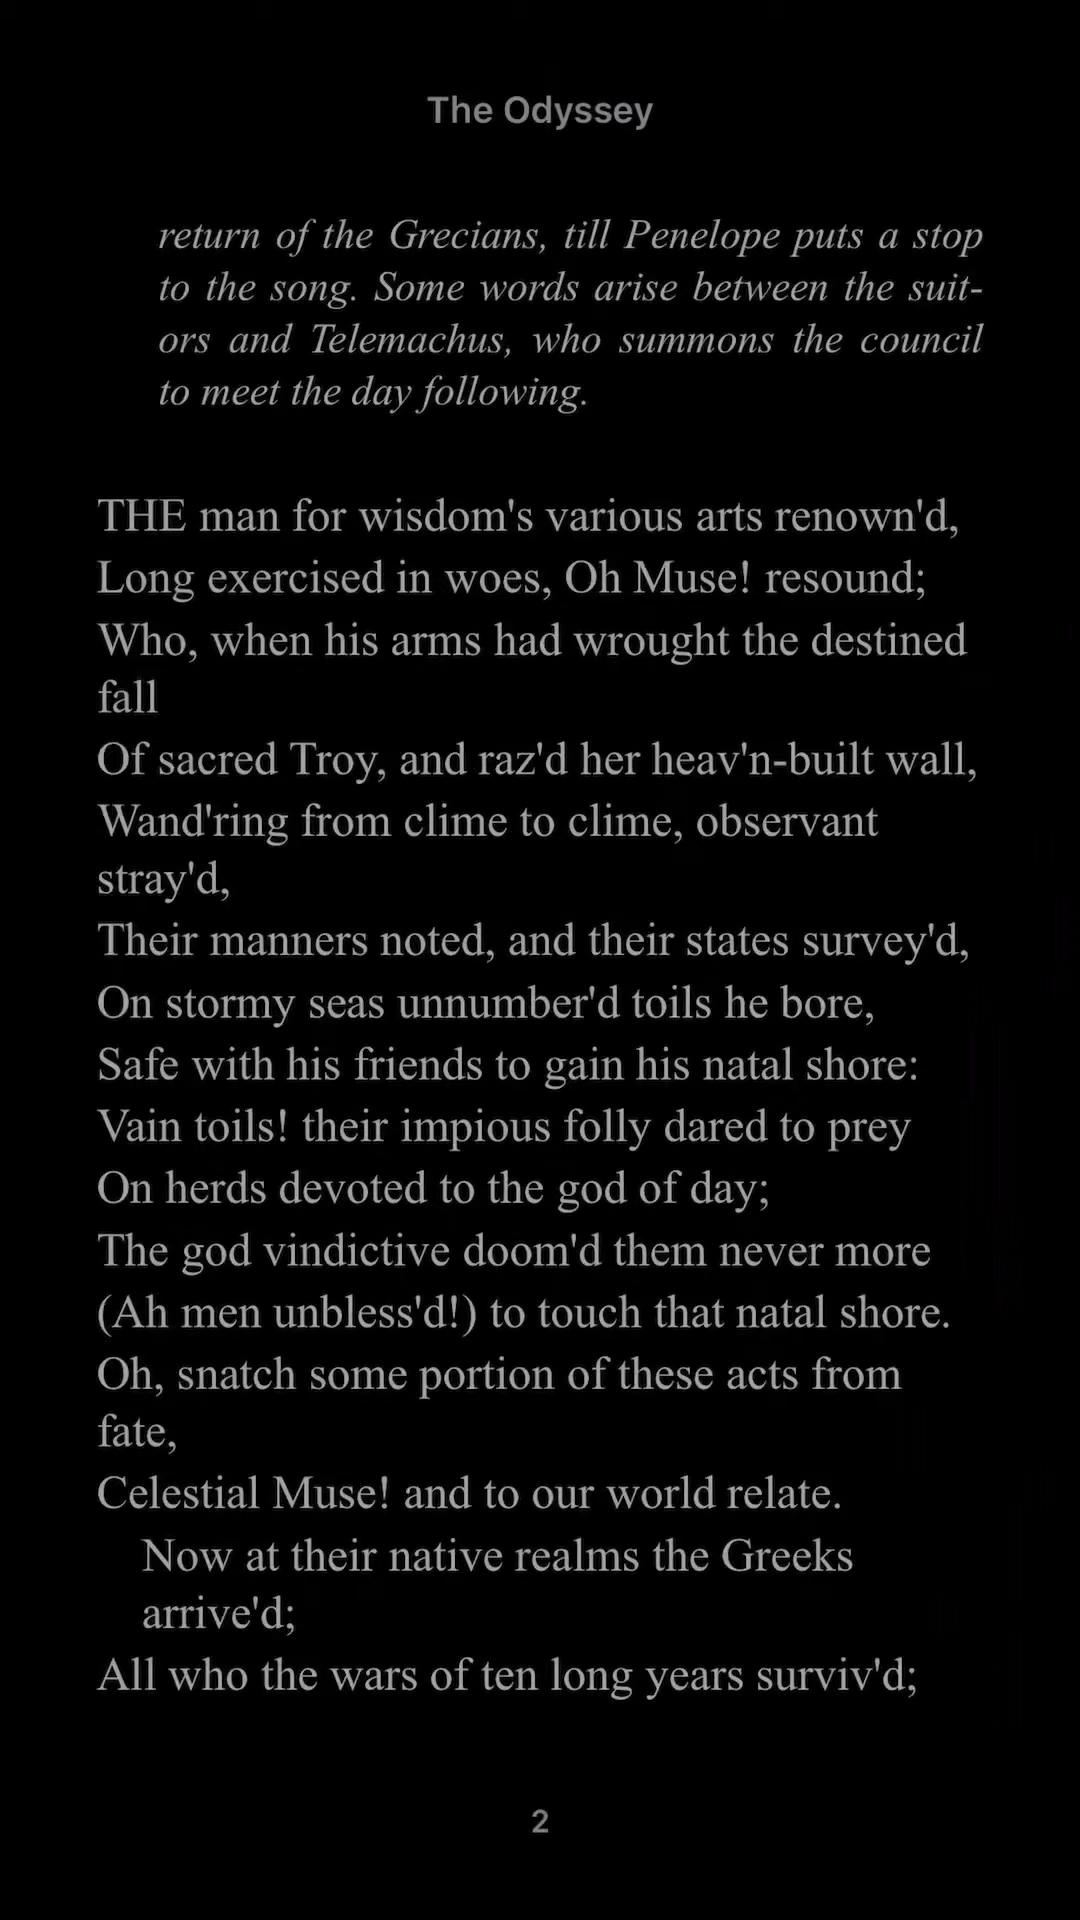 The Odyssey
return of the Grecians, till Penelope puts a stop
to the song. Some words arise between the suit-
ors and Telemachus, who summons the council
to meet the day following.
THE man for wisdom's various arts renown'd,
Long exercised in woes, Oh Muse! resound;
Who, when his arms had wrought the destined
fall
Of sacred Troy, and raz'd her heav'n-built wall,
Wand'ring from clime to clime, observant
stray'd,
Their manners noted, and their states survey'd,
On stormy seas unnumber'd toils he bore,
Safe with his friends to gain his natal shore:
Vain toils! their impious folly dared to prey
On herds devoted to the god of day;
The god vindictive doom'd them never more
(Ah men unbless'd!) to touch that natal shore.
Oh, snatch some portion of these acts from
fate,
Celestial Muse! and to our world relate.
Now at their native realms the Greeks
arrive'd;
All who the wars of ten long years surviv'd;
2